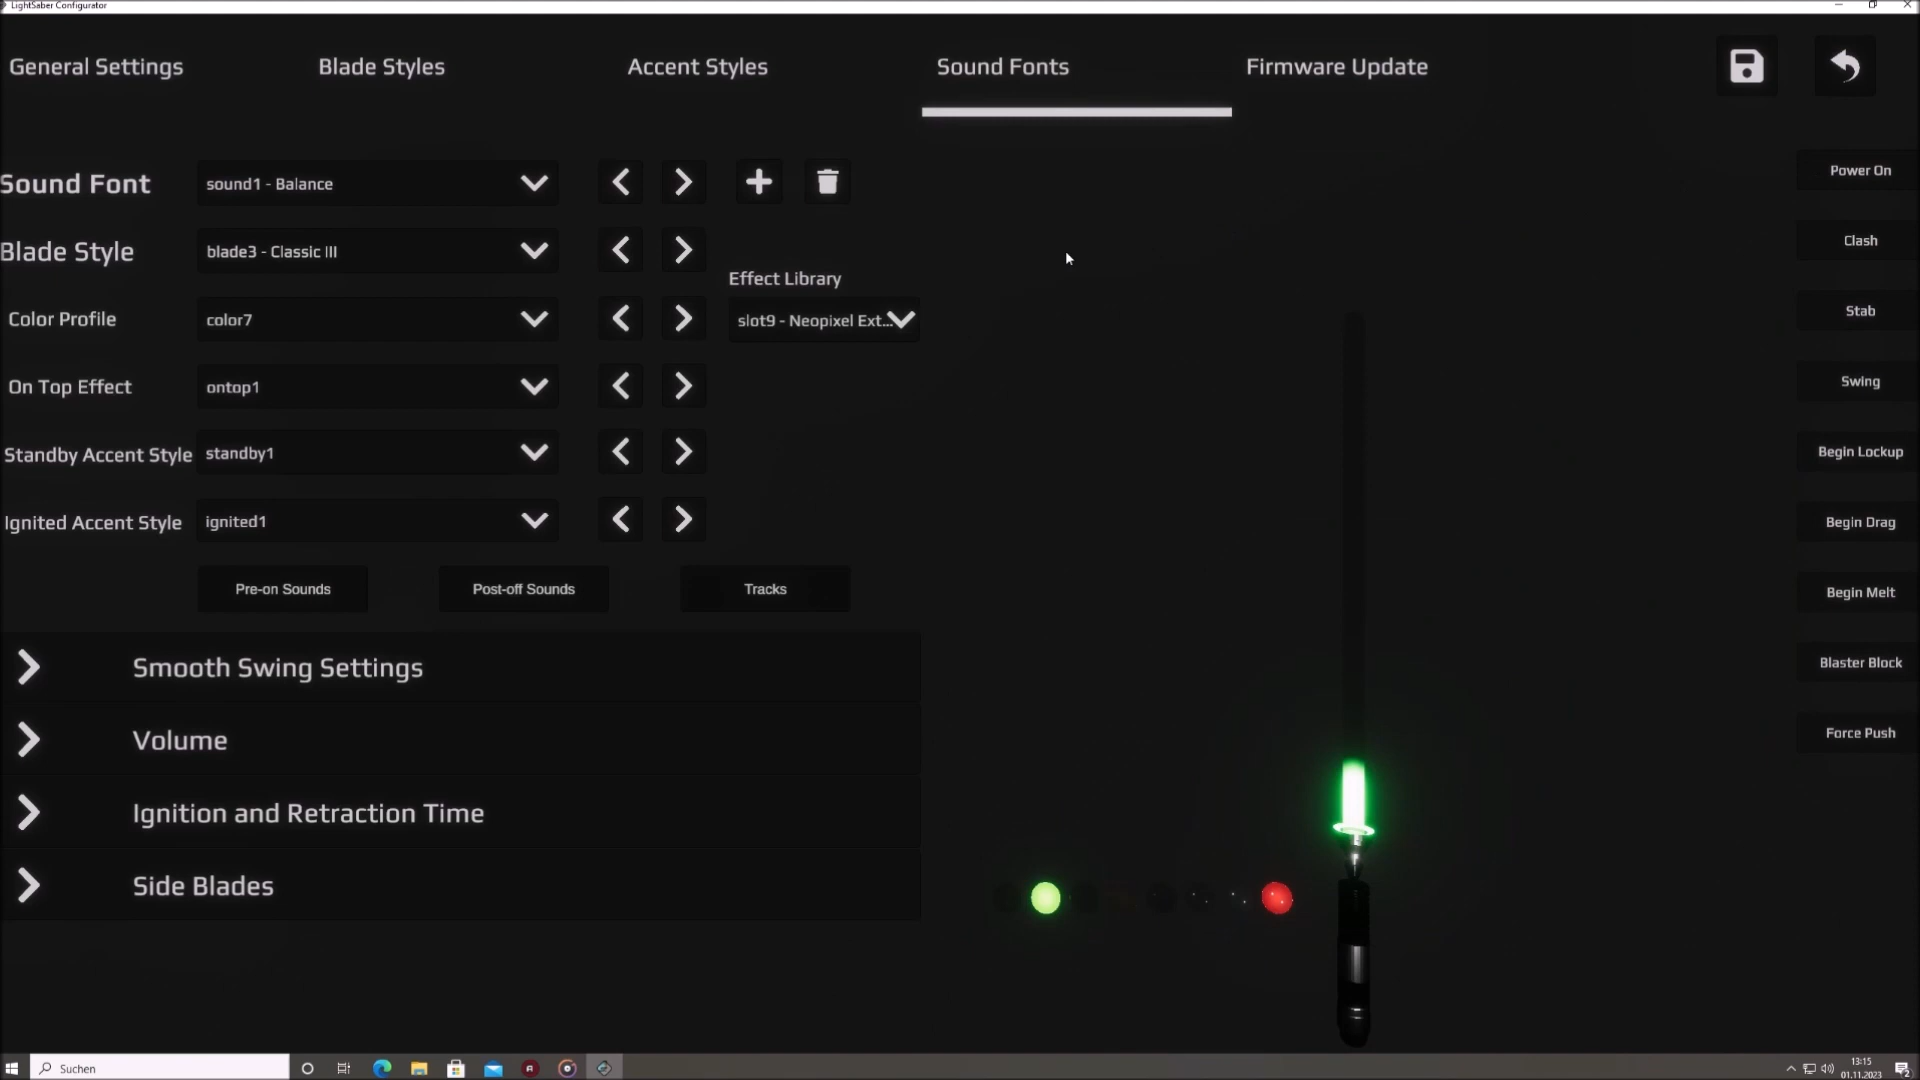 LightSaber Configurator
General Settings
Blade Styles
Accent Styles
Sound Fonts
Firmware Update
Sound Font
sound1 - Balance
Power On
Clash
Blade Style
blade3 - Classic III
Effect Library
Color Profile
color7
slot9 - Neopixel Ext...
Stab
On Top Effect
ontop1
Swing
Standby Accent Style
standby1
Begin Lockup
Ignited Accent Style
ignited1
Begin Drag
Pre-on Sounds
Post-off Sounds
Tracks
Begin Melt
Smooth Swing Settings
Blaster Block
Volume
Force Push
Ignition and Retraction Time
Side Blades
Suchen
13:15
01.11.2023
2